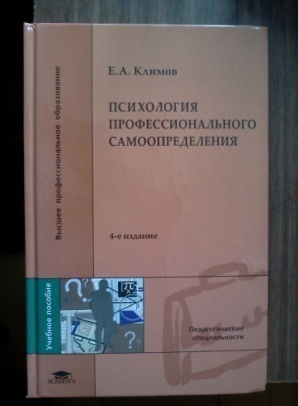 Е. А. Климов
ПСИХОЛОГИЯ
ПРОФЕССИОНАЛЬНОГО
САМООПРЕДЕЛЕНИЯ
4-е издание
Высшее профессиональное образование
Учебное пособие
Педагогические
специальности
ACADEMA